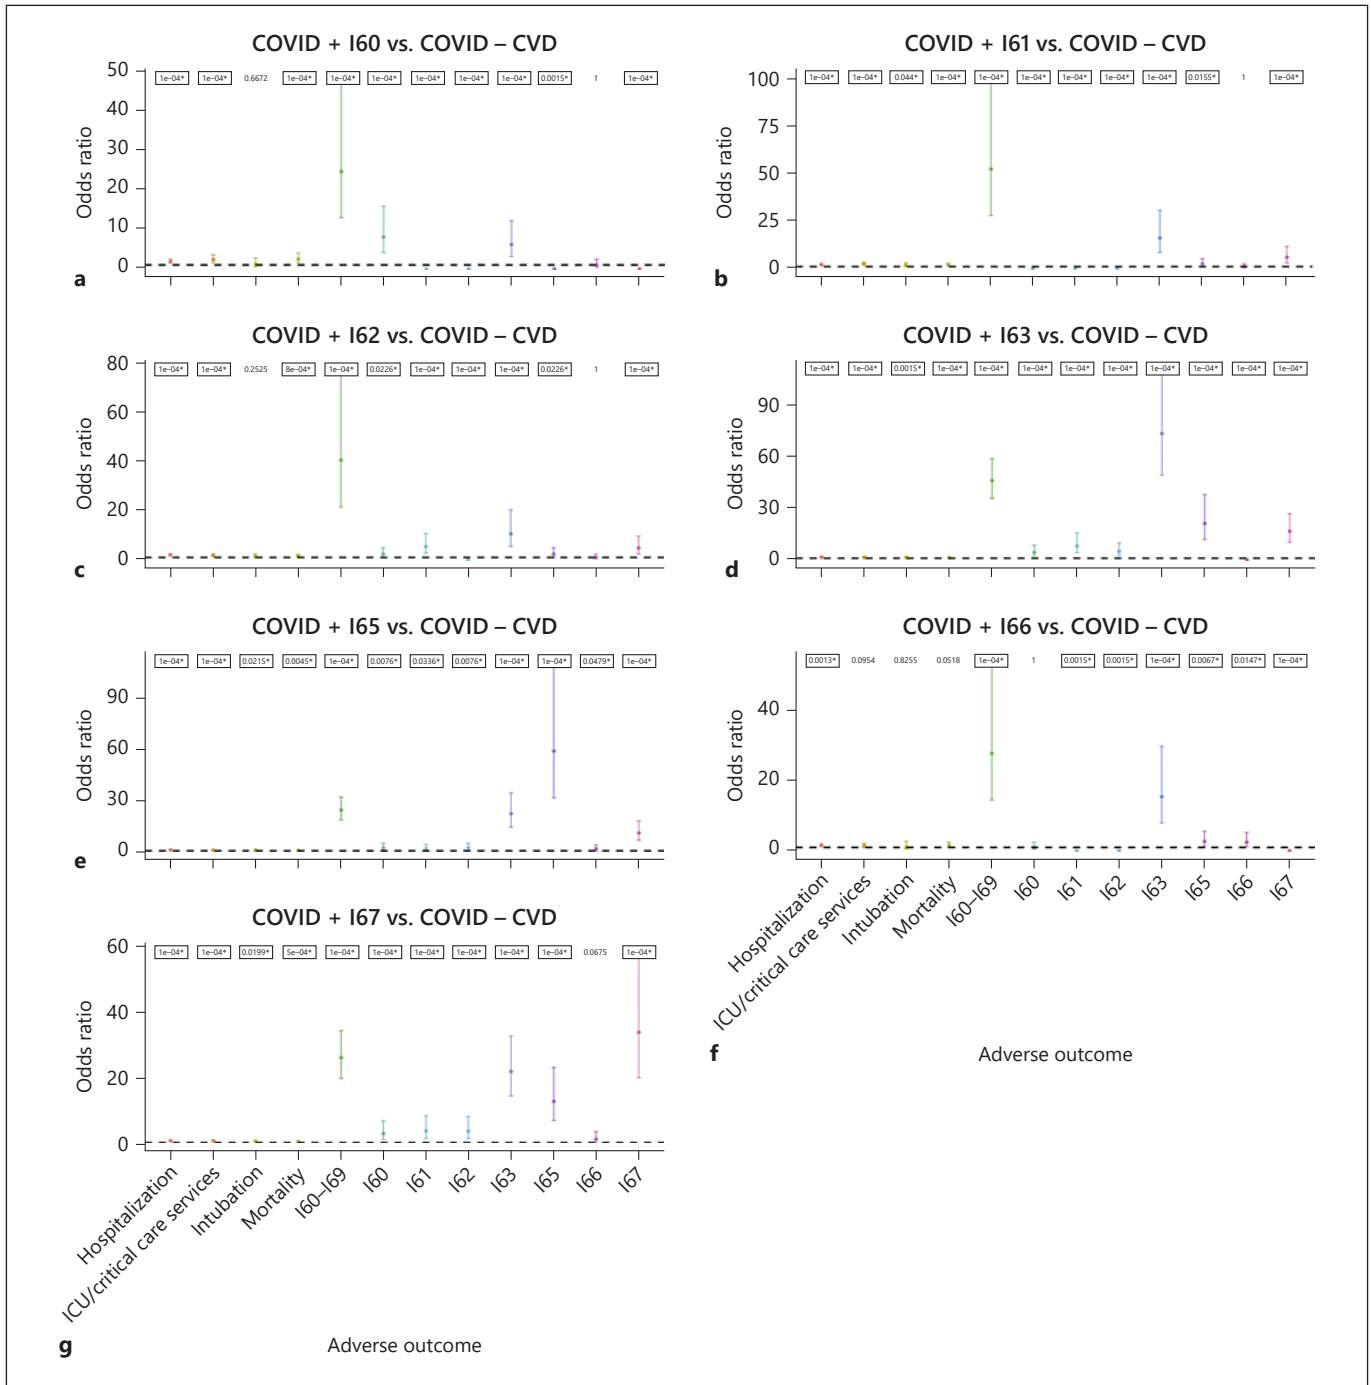 COVID + I60 vs. COVID – CVD
1e–04* 1e–04* 0.6672 1e–04* 1e–04* 1e–04* 1e–04* 1e–04* 1e–04* 0.0015* 1 1e–04*
50
40
30
20
10
0
Odds ratio
a
COVID + I61 vs. COVID – CVD
1e–04* 1e–04* 0.044* 1e–04* 1e–04* 1e–04* 1e–04* 1e–04* 1e–04* 0.0155* 1 1e–04*
100
75
50
25
0
Odds ratio
b
COVID + I62 vs. COVID – CVD
1e–04* 1e–04* 0.2525 8e–04* 1e–04* 0.0226* 1e–04* 1e–04* 1e–04* 0.0226* 1 1e–04*
80
60
40
20
0
Odds ratio
c
COVID + I63 vs. COVID – CVD
1e–04* 1e–04* 0.0015* 1e–04* 1e–04* 1e–04* 1e–04* 1e–04* 1e–04* 1e–04* 1e–04* 1e–04*
90
60
30
0
Odds ratio
d
COVID + I65 vs. COVID – CVD
1e–04* 1e–04* 0.0215* 0.0045* 1e–04* 0.0076* 0.0336* 0.0076* 1e–04* 1e–04* 0.0479* 1e–04*
90
60
30
0
Odds ratio
e
COVID + I66 vs. COVID – CVD
0.0013* 0.0954 0.8255 0.0518 1e–04* 1 0.0015* 0.0015* 1e–04* 0.0067* 0.0147* 1e–04*
40
20
0
Odds ratio
Hospitalization
ICU/critical care services
Intubation
Mortality
I60–I69
I60
I61
I62
I63
I65
I66
I67
f
Adverse outcome
COVID + I67 vs. COVID – CVD
1e–04* 1e–04* 0.0199* 5e–04* 1e–04* 1e–04* 1e–04* 1e–04* 1e–04* 1e–04* 0.0675 1e–04*
60
40
20
0
Odds ratio
Hospitalization
ICU/critical care services
Intubation
Mortality
I60–I69
I60
I61
I62
I63
I65
I66
I67
g
Adverse outcome